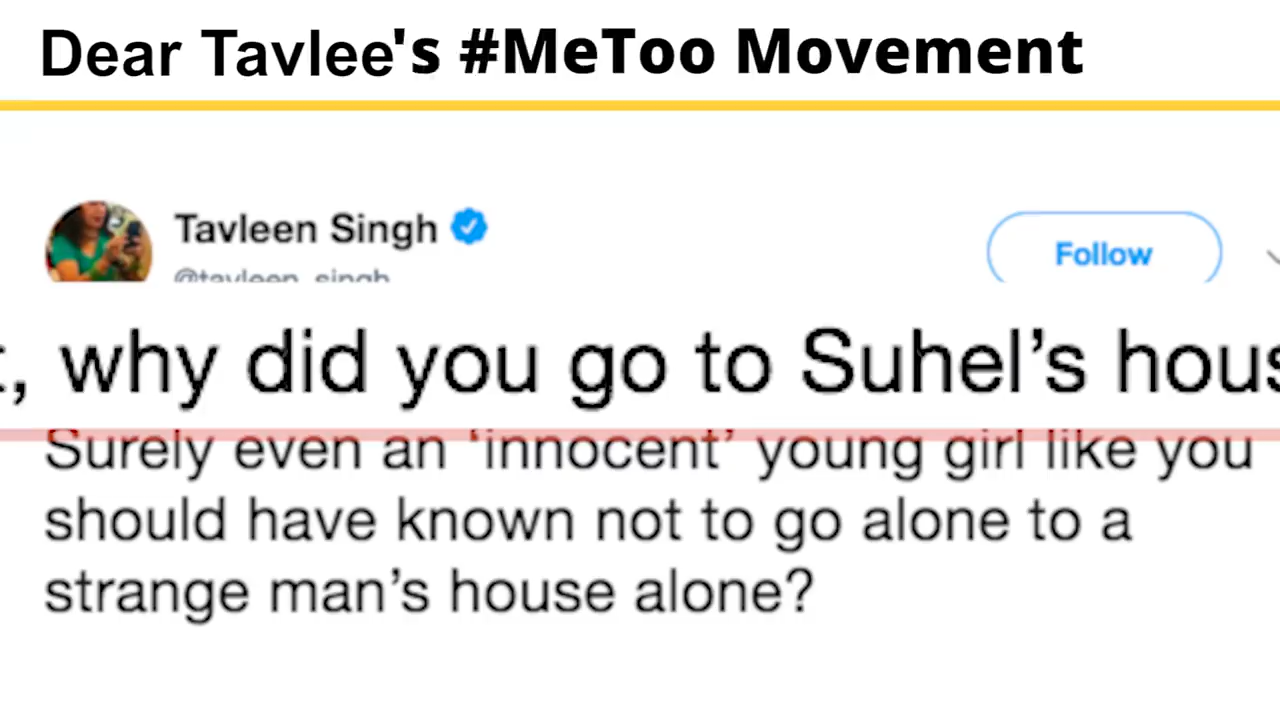 Dear Tavlee's #MeToo Movement
Tavleen Singh
@tavleen_singh
Follow
, why did you go to Suhel’s
Surely even an ‘innocent’ young girl like you
should have known not to go alone to a
strange man’s house alone?